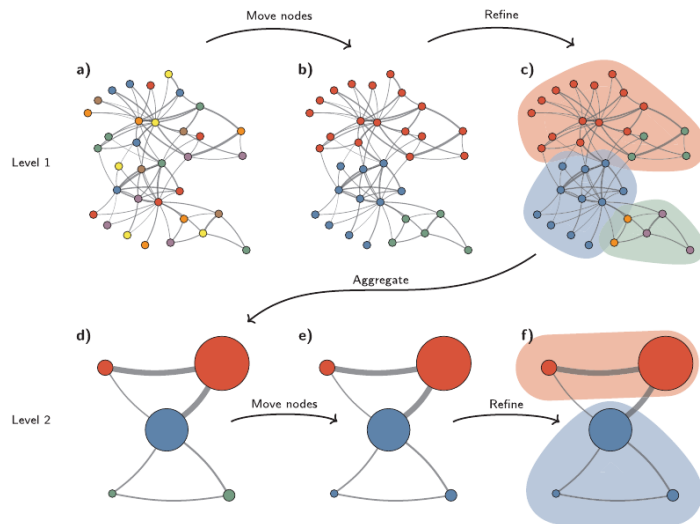 Move nodes
Refine
a)
b)
c)
Level 1
Aggregate
d)
e)
f)
Level 2
Move nodes
Refine